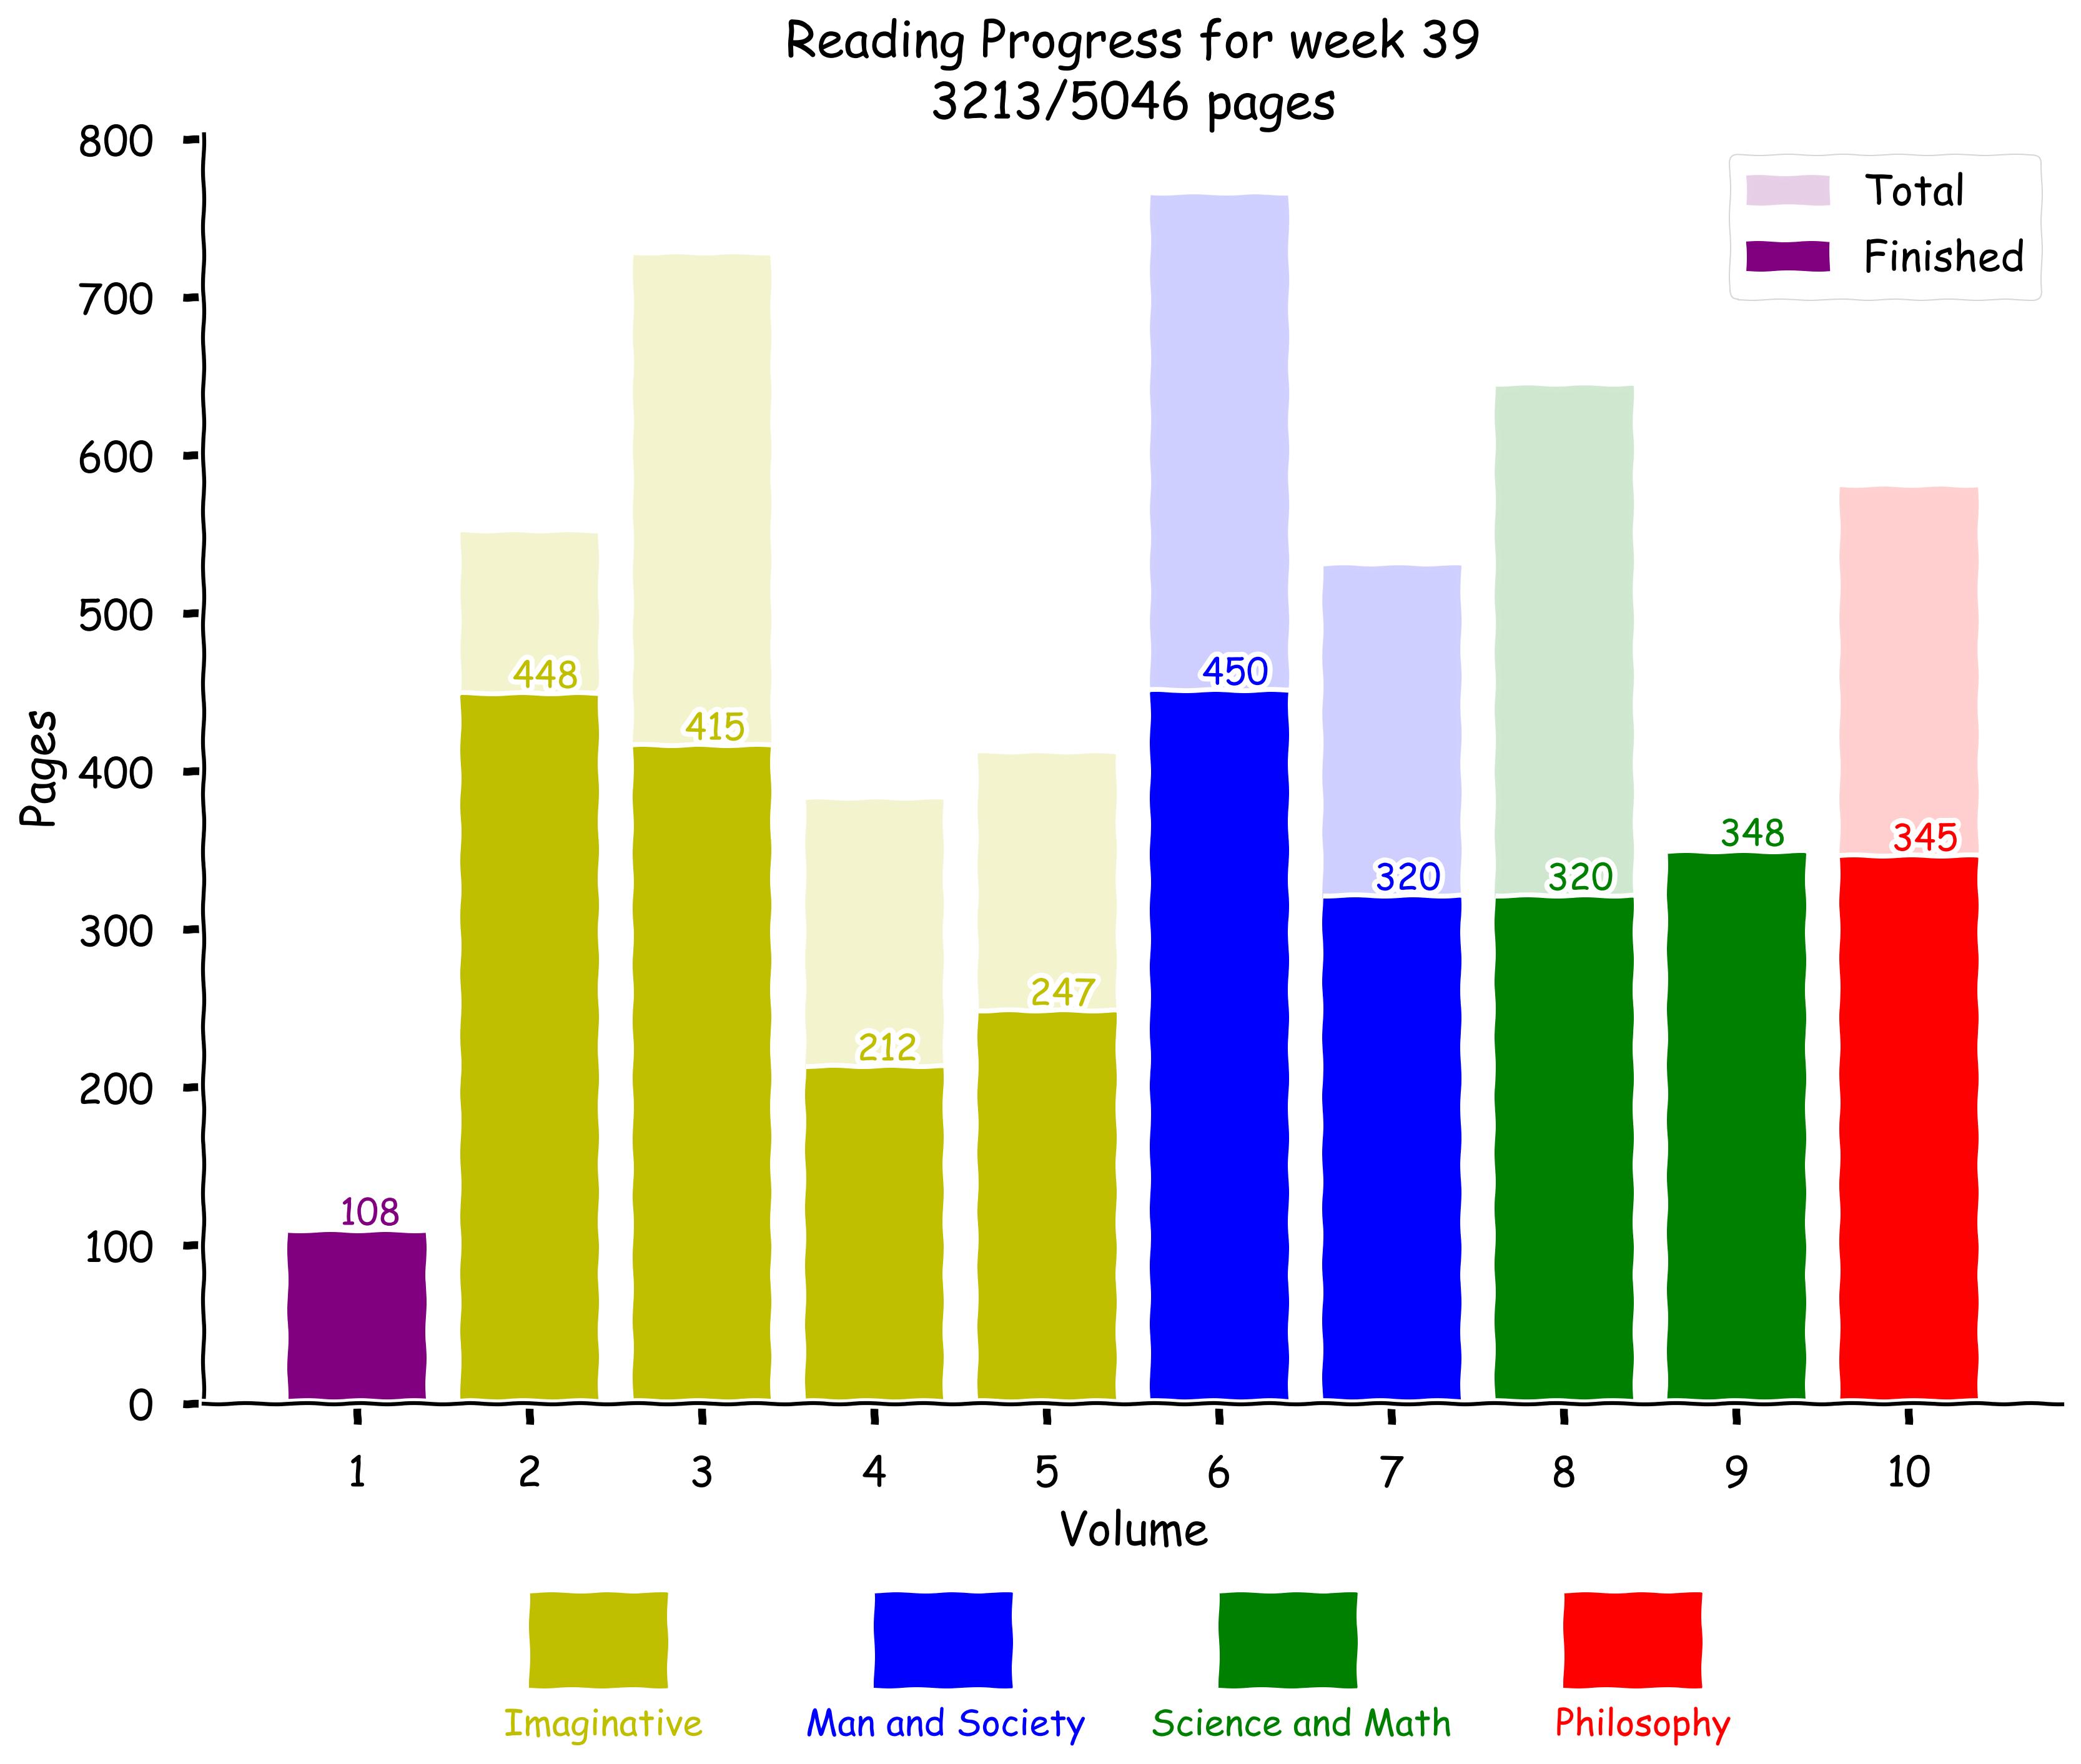 Reading Progress for week 39
3213/5046 pages
Total
Finished
800
700
600
500
400
300
200
100
0
Pages
108
448
415
212
247
450
320
320
348
345
1 2 3 4 5 6 7 8 9 10
Volume
Imaginative Man and Society Science and Math Philosophy